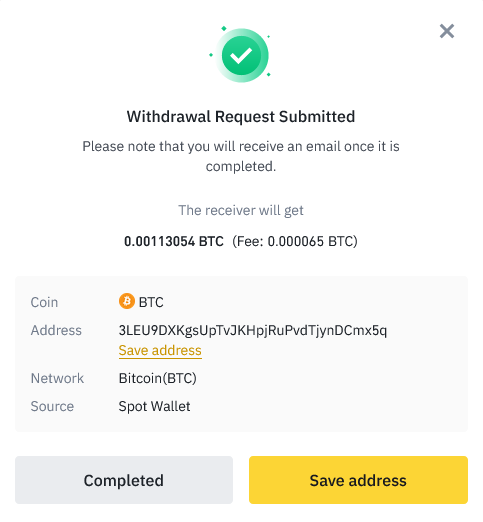 Withdrawal Request Submitted
Please note that you will receive an email once it is
completed.
The receiver will get
0.00113054 BTC (Fee: 0.000065 BTC)
Coin BTC
Address 3LEU9DXKgsUpTvJKHpjRuPvdTjynDCmx5q
Save address
Network Bitcoin(BTC)
Source Spot Wallet
Completed Save address